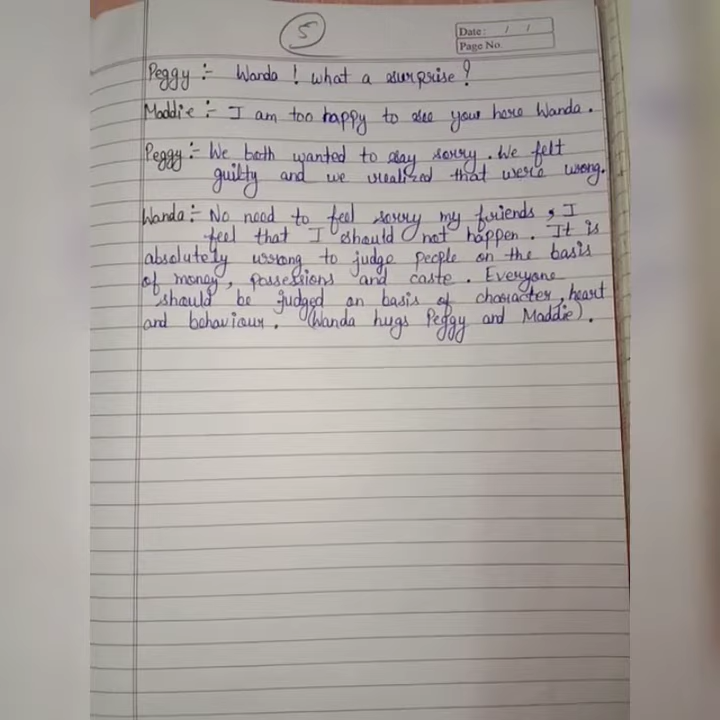 5
Date: / /
Page No.
Peggy :- Wanda ! what a surprise ?
Maddie :- I am too happy to see your here Wanda .
Peggy :- We both wanted to say sorry . We felt
guilty and we realized that were wrong.
Wanda :- No need to feel sorry my friends , I
feel that I should not happen . It is
absolutely wrong to judge people on the basis
of money, possessions and caste . Everyone
should be judged on basis of character, heart
and behaviour . (Wanda hugs Peggy and Maddie) .